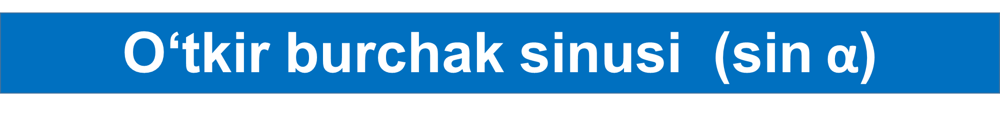 O‘tkir burchak sinusi (sin α)